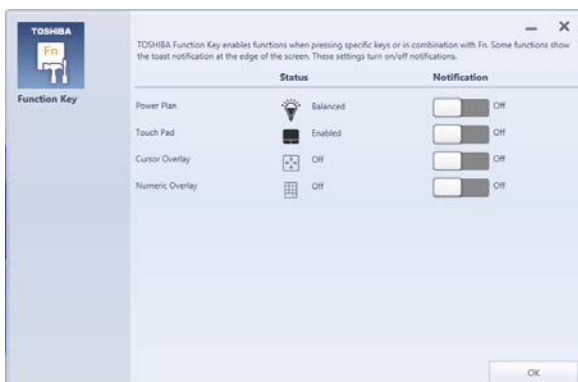 TOSHIBA
Fn
Function Key
TOSHIBA Function Key enables functions when pressing specific keys or in combination with Fn. Some functions show
the toast notification at the edge of the screen. These settings turn on/off notifications.
Status Notification
Power Plan Balanced Off
Touch Pad Enabled Off
Cursor Overlay Off Off
Numeric Overlay Off Off
OK